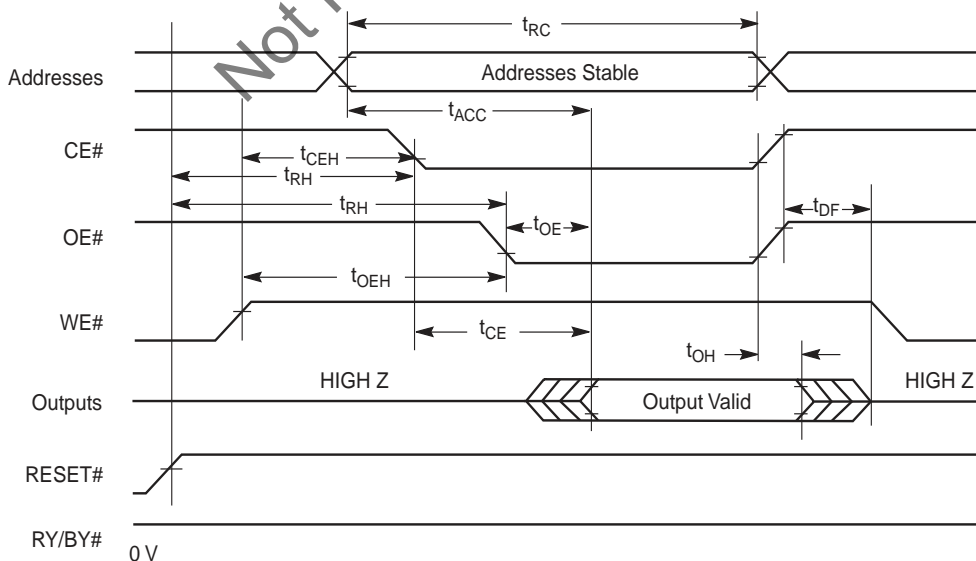 Not
tRC
Addresses
Addresses Stable
tACC
CE#
tCEH
tRH
tRH
tDF
OE#
tOE
tOEH
WE#
tCE
tOH
HIGH Z
HIGH Z
Outputs
Output Valid
RESET#
RY/BY#
0 V